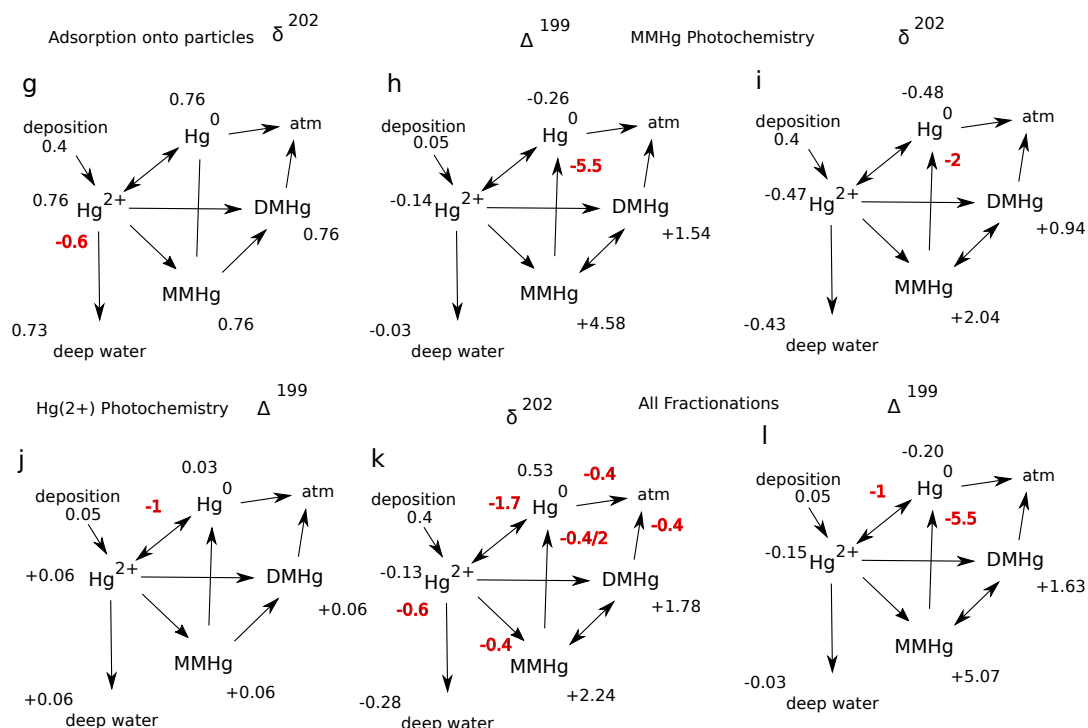 Adsorption onto particles δ 202
Δ 199
MMHg Photochemistry δ 202
g
0.76
deposition
0.4
Hg 0
atm
0.76
Hg 2+
DMHg
-0.6
0.76
MMHg
0.73
0.76
deep water
h
-0.26
deposition
0.05
Hg 0
atm
-5.5
-0.14
Hg 2+
DMHg
+1.54
MMHg
-0.03
+4.58
deep water
i
-0.48
deposition
0.4
Hg 0
atm
-2
-0.47
Hg 2+
DMHg
+0.94
MMHg
-0.43
+2.04
deep water
Hg(2+) Photochemistry Δ 199
δ 202
All Fractionations Δ 199
j
0.03
deposition
0.05
-1
Hg 0
atm
+0.06
Hg 2+
DMHg
+0.06
MMHg
+0.06
+0.06
deep water
k
0.53
-0.4
deposition
0.4
-1.7
Hg 0
atm
-0.4/2
-0.4
-0.13
Hg 2+
DMHg
-0.6
+1.78
-0.4
MMHg
-0.28
+2.24
deep water
l
-0.20
deposition
0.05
-1
Hg 0
atm
-5.5
-0.15
Hg 2+
DMHg
+1.63
MMHg
-0.03
+5.07
deep water